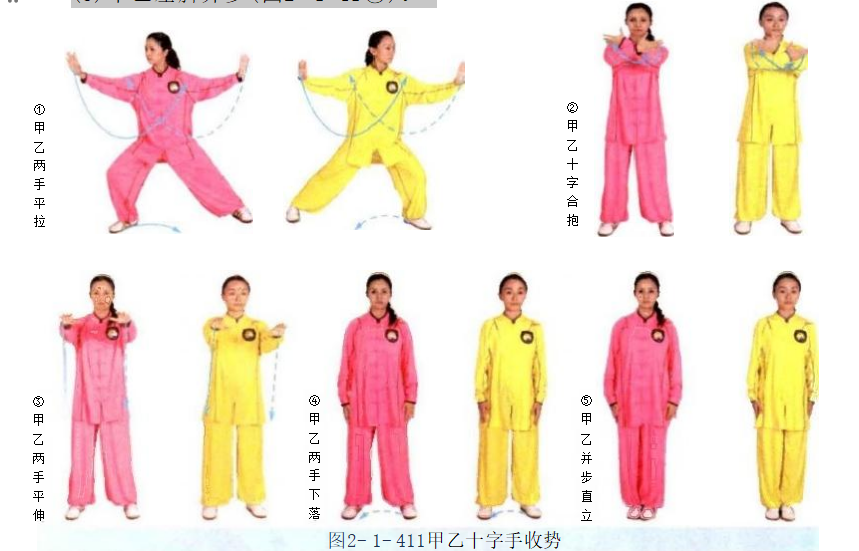 ① 甲乙两手平拉
② 甲乙十字合抱
③ 甲乙两手平伸
④ 甲乙两手下落
⑤ 甲乙并步直立
图2-1-411甲乙十字手收势